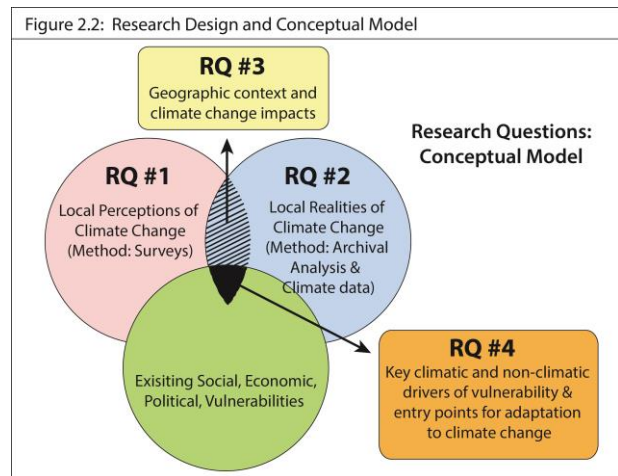 Figure 2.2: Research Design and Conceptual Model
RQ #3
Geographic context and
climate change impacts
Research Questions:
Conceptual Model
RQ #1
Local Perceptions of
Climate Change
(Method: Surveys)
RQ #2
Local Realities of
Climate Change
(Method: Archival
Analysis &
Climate data)
Exisiting Social, Economic,
Political, Vulnerabilities
RQ #4
Key climatic and non-climatic
drivers of vulnerability &
entry points for adaptation
to climate change